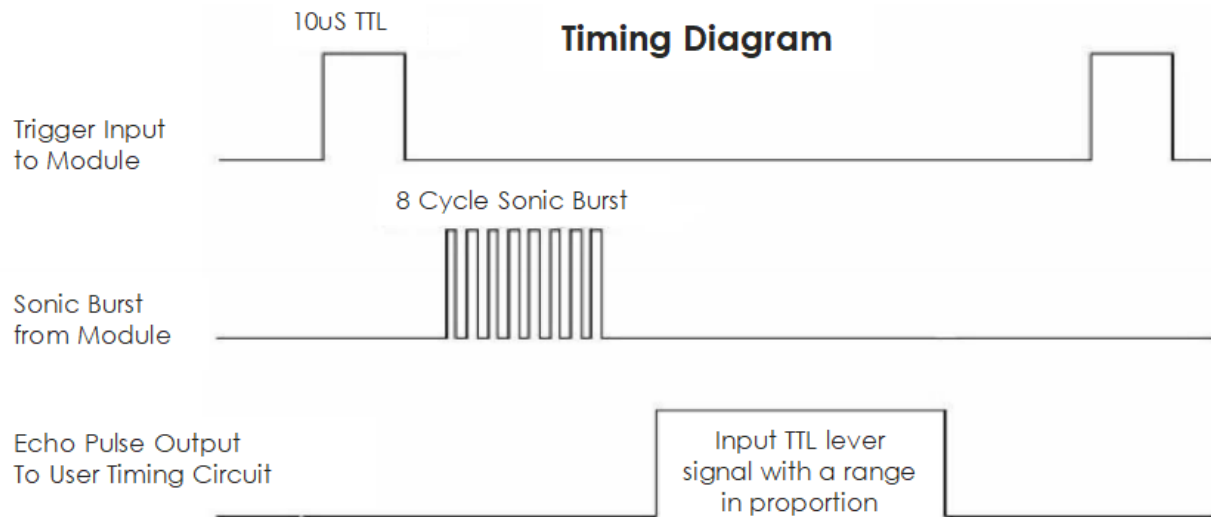 10uS TTL
Timing Diagram
Trigger Input
to Module
8 Cycle Sonic Burst
Sonic Burst
from Module
Echo Pulse Output
To User Timing Circuit
Input TTL lever
signal with a range
in proportion